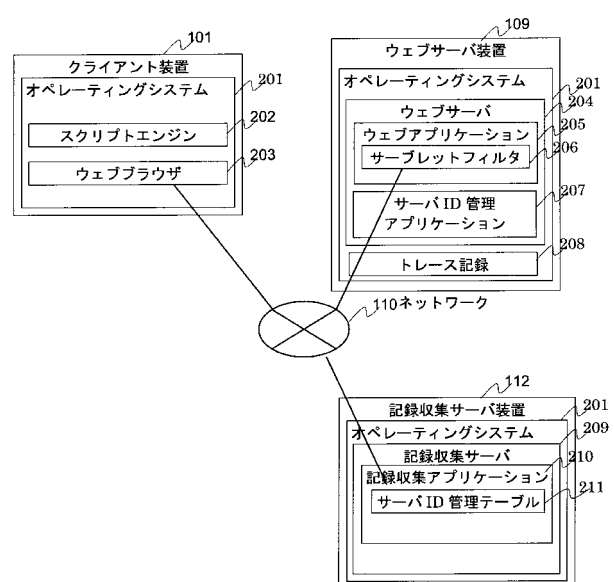 101
クライアント装置
201
オペレーティングシステム
スクリプトエンジン
202
ウェブブラウザ
203
109
ウェブサーバ装置
オペレーティングシステム
201
ウェブサーバ
204
ウェブアプリケーション
205
サーブレットフィルタ
206
サーバ ID 管理
アプリケーション
207
トレース記録
208
110 ネットワーク
112
記録収集サーバ装置
201
オペレーティングシステム
209
記録収集サーバ
210
記録収集アプリケーション
サーバ ID 管理テーブル
211